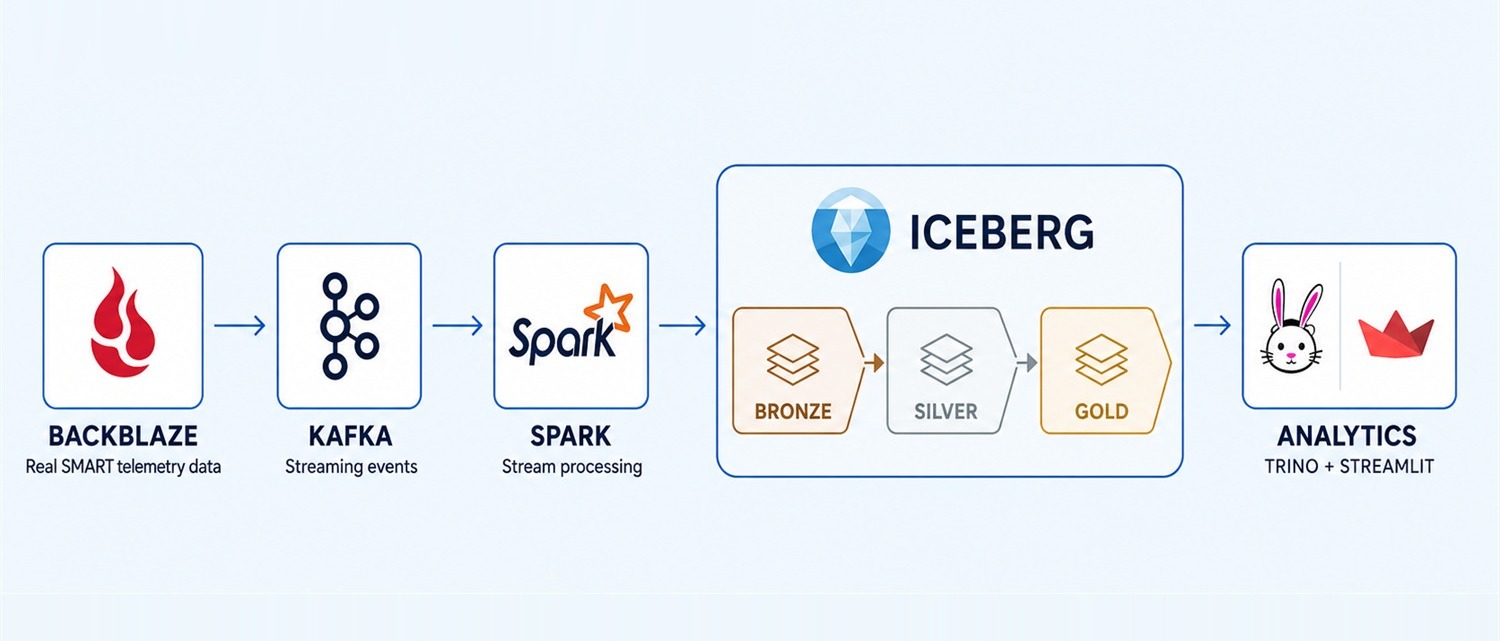 BACKBLAZE
Real SMART telemetry data
KAFKA
Streaming events
Spark
SPARK
Stream processing
ICEBERG
BRONZE
SILVER
GOLD
ANALYTICS
TRINO + STREAMLIT